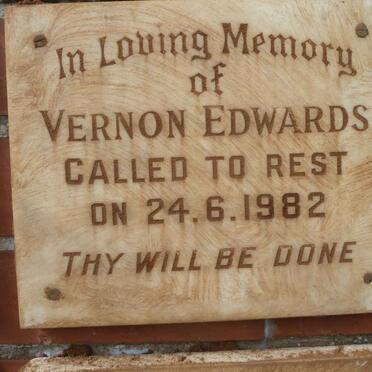 In Loving Memory
of
VERNON EDWARDS
CALLED TO REST
ON 24.6.1982
THY WILL BE DONE